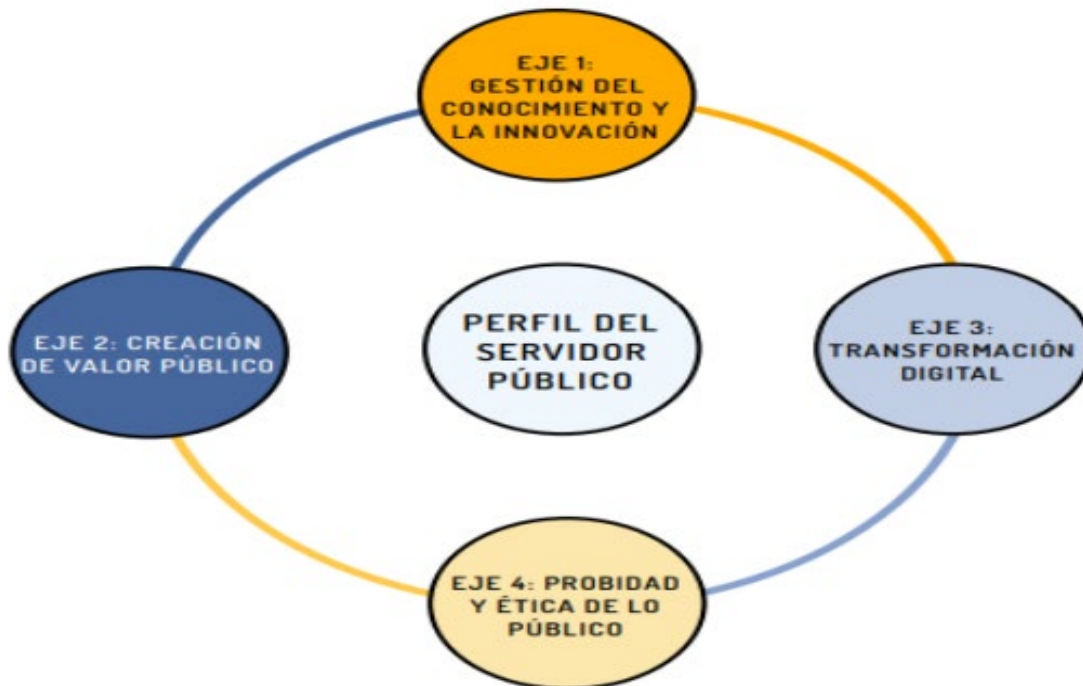 EJE 1:
GESTIÓN DEL
CONOCIMIENTO Y
LA INNOVACIÓN
EJE 2: CREACIÓN
DE VALOR PÚBLICO
PERFIL DEL
SERVIDOR
PÚBLICO
EJE 3:
TRANSFORMACIÓN
DIGITAL
EJE 4: PROBIDAD
Y ÉTICA DE LO
PÚBLICO